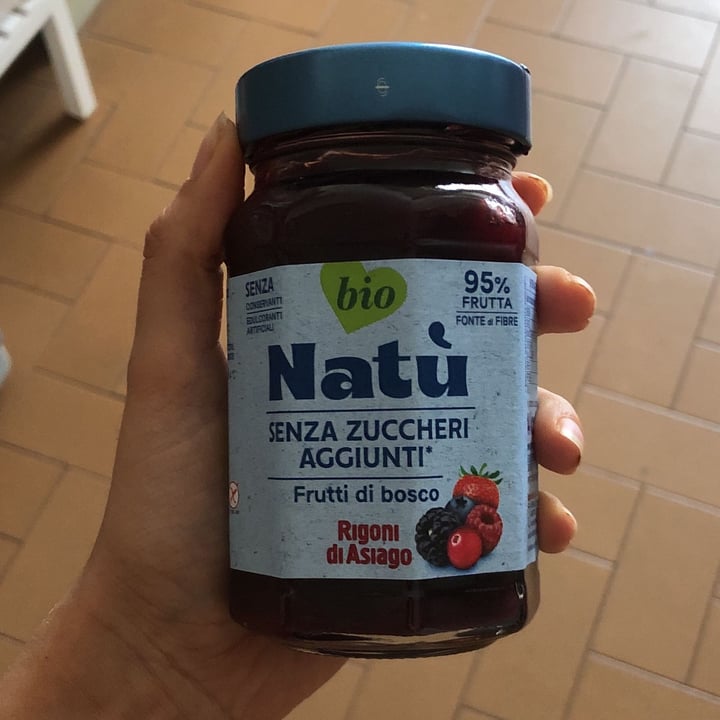 SENZA
CONSERVANTI
EDULCORANTI
ARTIFICIALI
bio
95%
FRUTTA
FONTE di FIBRE
Natù
SENZA ZUCCHERI
AGGIUNTI*
Frutti di bosco
Rigoni
di Asiago